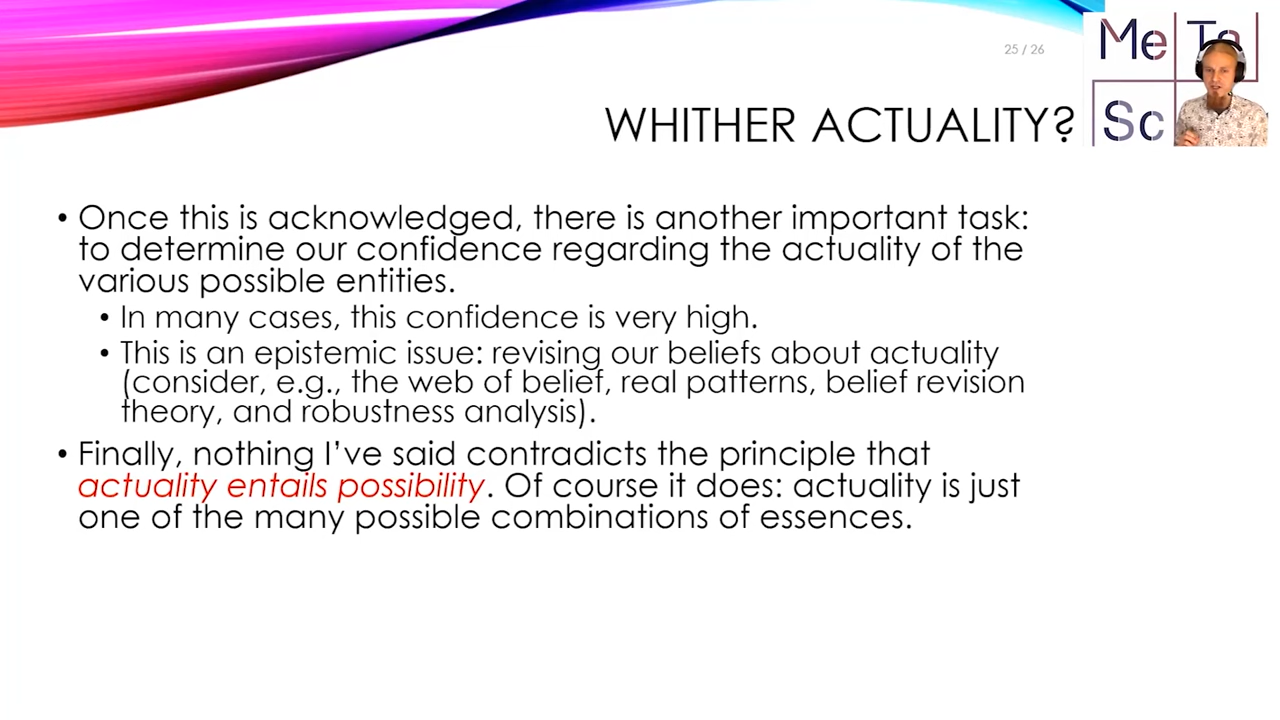 25 / 26
Me Ta
Sc
WHITHER ACTUALITY?
• Once this is acknowledged, there is another important task:
to determine our confidence regarding the actuality of the
various possible entities.
• In many cases, this confidence is very high.
• This is an epistemic issue: revising our beliefs about actuality
(consider, e.g., the web of belief, real patterns, belief revision
theory, and robustness analysis).
• Finally, nothing I've said contradicts the principle that
actuality entails possibility. Of course it does: actuality is just
one of the many possible combinations of essences.